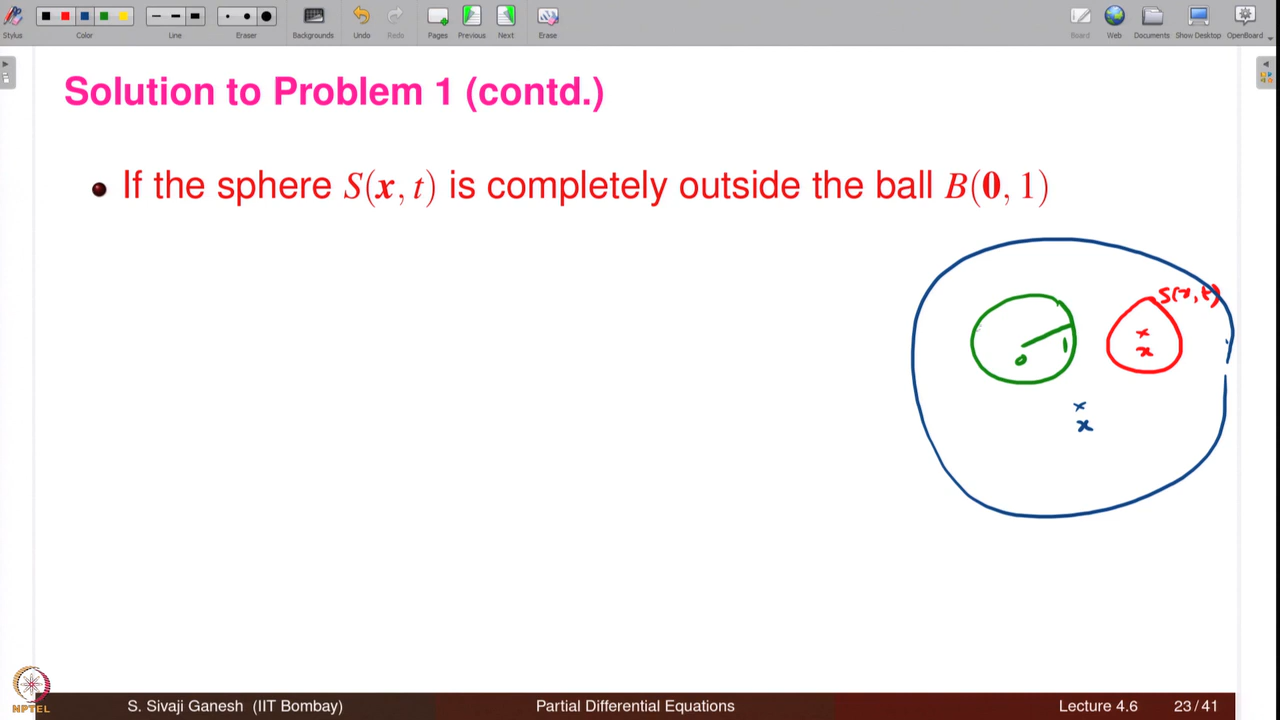 Stylus Color Line Eraser Backgrounds Undo Redo Pages Previous Next Erase Board Web Documents Show Desktop OpenBoard
Solution to Problem 1 (contd.)
If the sphere S(x, t) is completely outside the ball B(0, 1)
S(x, t)
0 1
x
x
x
x
NPTEL
S. Sivaji Ganesh (IIT Bombay) Partial Differential Equations Lecture 4.6 23 / 41